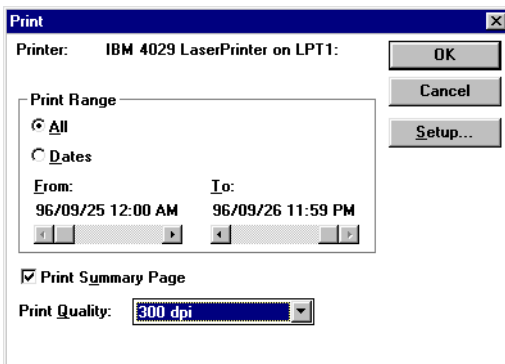 Print
Printer: IBM 4029 LaserPrinter on LPT1:
OK
Cancel
Setup...
Print Range
All
Dates
From: To:
96/09/25 12:00 AM 96/09/26 11:59 PM
Print Summary Page
Print Quality: 300 dpi